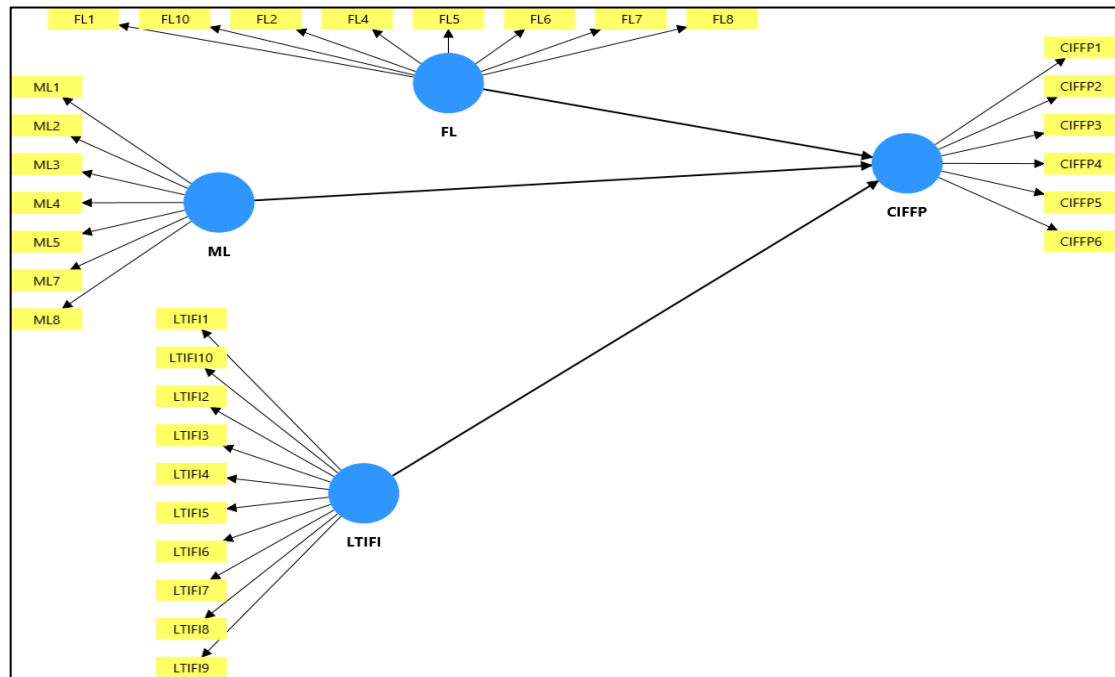 FL1 FL10 FL2 FL4 FL5 FL6 FL7 FL8
FL
ML1
ML2
ML3
ML4
ML5
ML7
ML8
ML
CIFFP1
CIFFP2
CIFFP3
CIFFP4
CIFFP5
CIFFP6
CIFFP
LTIFI1
LTIFI10
LTIFI2
LTIFI3
LTIFI4
LTIFI5
LTIFI6
LTIFI7
LTIFI8
LTIFI9
LTIFI